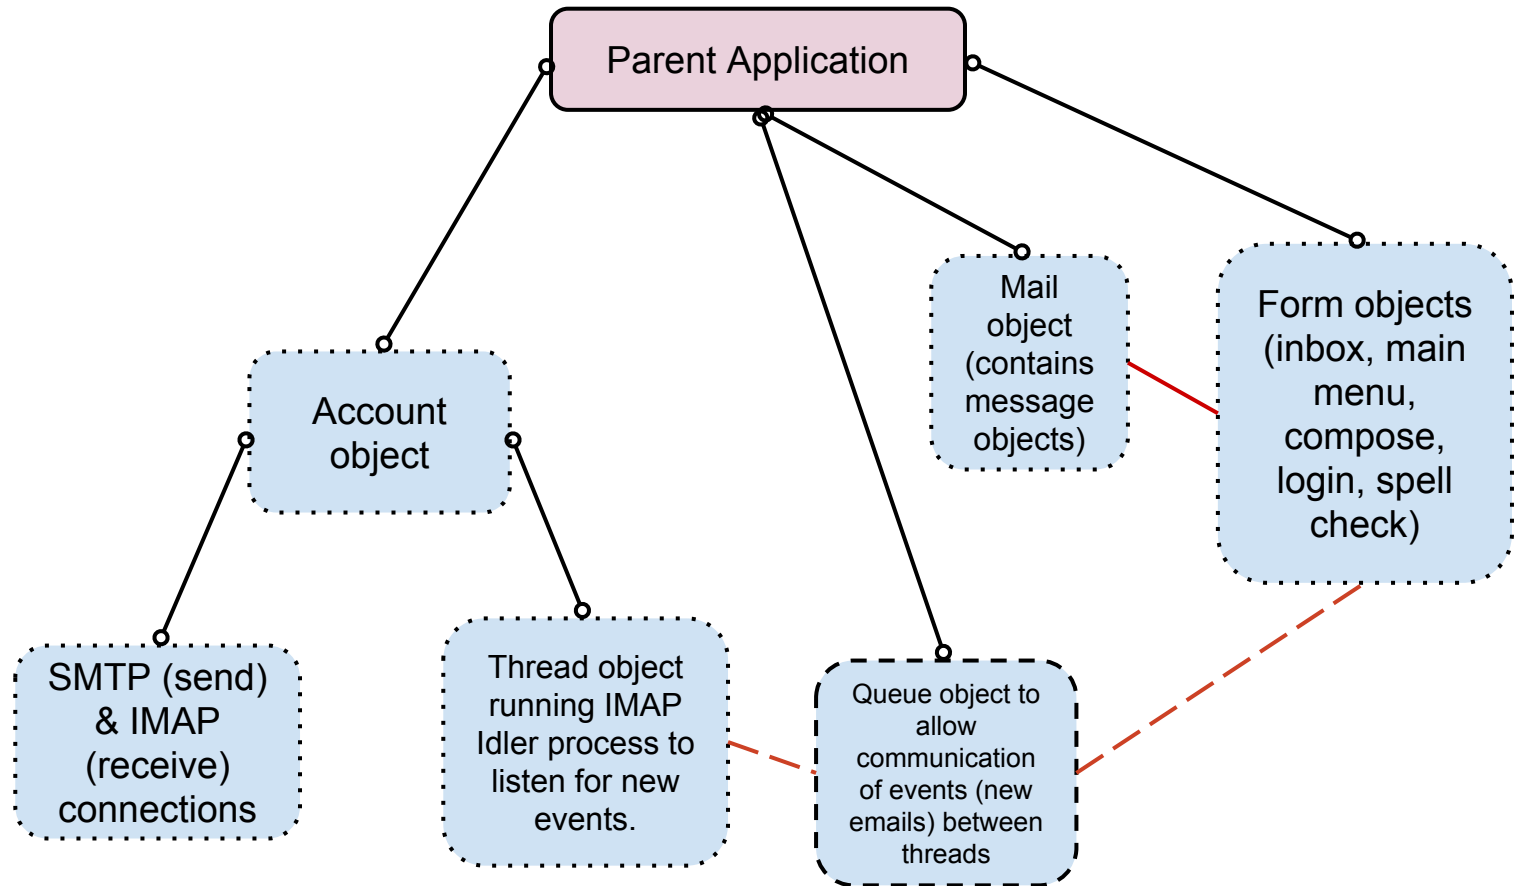 Parent Application
Mail
object
(contains
message
objects)
Form objects
(inbox, main
menu,
compose,
login, spell
check)
Account
object
SMTP (send)
& IMAP
(receive)
connections
Thread object
running IMAP
Idler process to
listen for new
events.
Queue object to
allow
communication
of events (new
emails) between
threads